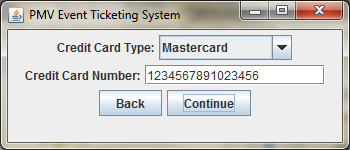 PMV Event Ticketing System
Credit Card Type: Mastercard
Credit Card Number: 1234567891023456
Back Continue